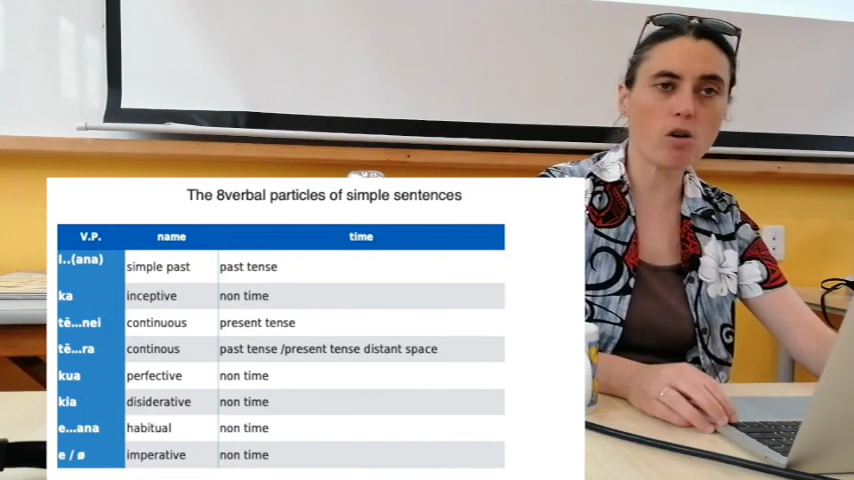 The 8verbal particles of simple sentences
V.P. name time
I..(ana) simple past past tense
ka inceptive non time
tē...nei continuous present tense
tē...ra continous past tense /present tense distant space
kua perfective non time
kia disiderative non time
e...ana habitual non time
e / ø imperative non time